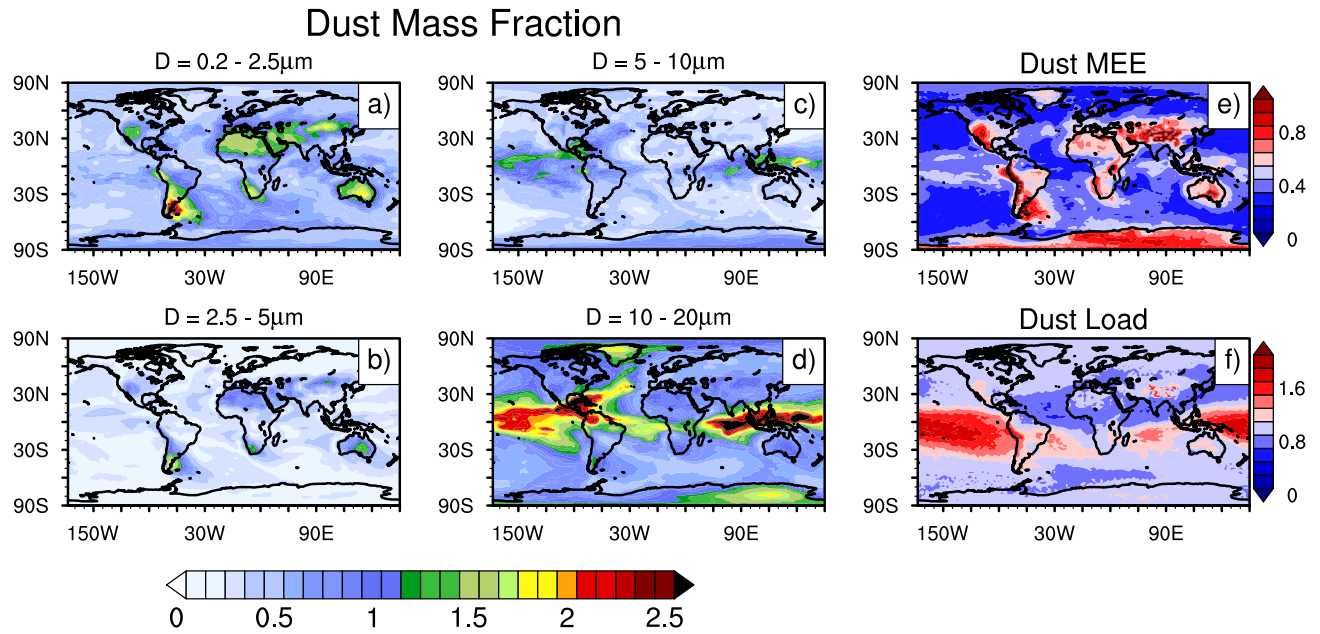 Dust Mass Fraction
D = 0.2 - 2.5µm
90N
30N
30S
90S
150W 30W 90E
a)
D = 5 - 10µm
90N
30N
30S
90S
150W 30W 90E
c)
Dust MEE
90N
30N
30S
90S
150W 30W 90E
e)
0.8
0.4
0
D = 2.5 - 5µm
90N
30N
30S
90S
150W 30W 90E
b)
D = 10 - 20µm
90N
30N
30S
90S
150W 30W 90E
d)
Dust Load
90N
30N
30S
90S
150W 30W 90E
f)
1.6
0.8
0
0 0.5 1 1.5 2 2.5